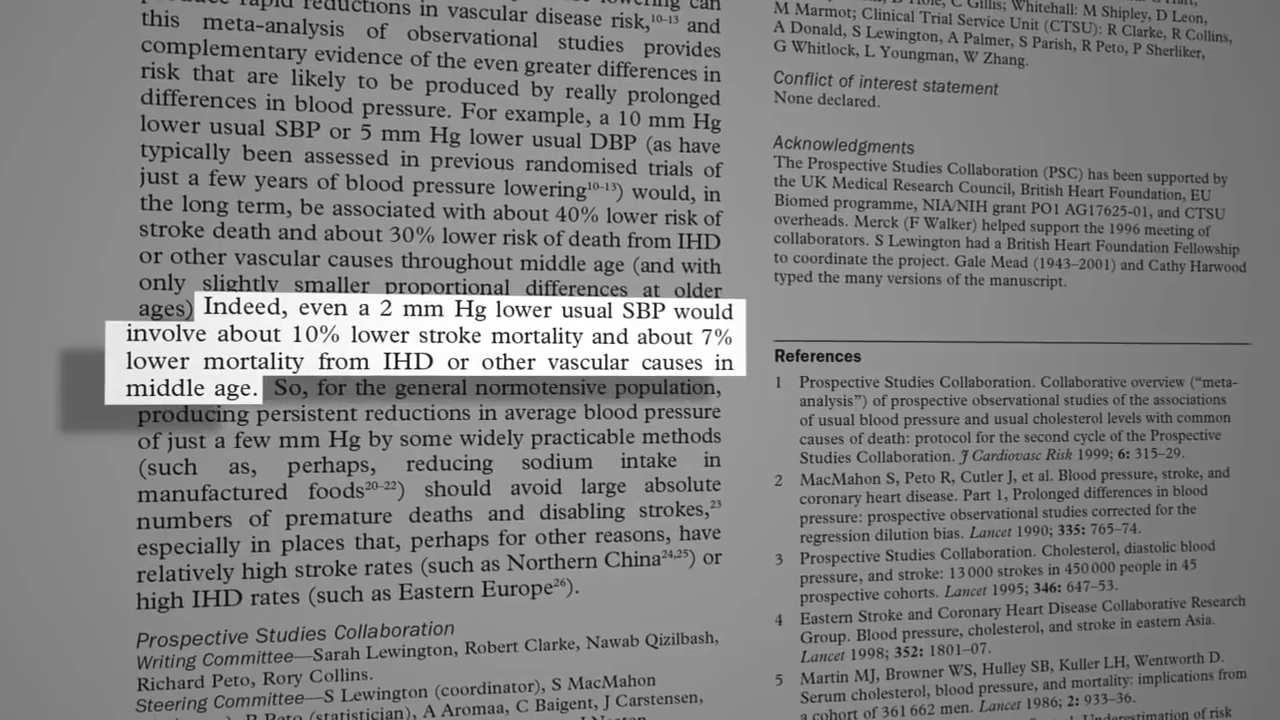 produce rapid reductions in vascular disease risk,10–13 and
this meta-analysis of observational studies provides
complementary evidence of the even greater differences in
risk that are likely to be produced by really prolonged
differences in blood pressure. For example, a 10 mm Hg
lower usual SBP or 5 mm Hg lower usual DBP (as have
typically been assessed in previous randomised trials of
just a few years of blood pressure lowering10–13) would, in
the long term, be associated with about 40% lower risk of
stroke death and about 30% lower risk of death from IHD
or other vascular causes throughout middle age (and with
only slightly smaller proportional differences at older
ages) Indeed, even a 2 mm Hg lower usual SBP would
involve about 10% lower stroke mortality and about 7%
lower mortality from IHD or other vascular causes in
middle age. So, for the general normotensive population,
producing persistent reductions in average blood pressure
of just a few mm Hg by some widely practicable methods
(such as, perhaps, reducing sodium intake in
manufactured foods20–22) should avoid large absolute
numbers of premature deaths and disabling strokes,23
especially in places that, perhaps for other reasons, have
relatively high stroke rates (such as Northern China24,25) or
high IHD rates (such as Eastern Europe26).
Prospective Studies Collaboration
Writing Committee—Sarah Lewington, Robert Clarke, Nawab Qizilbash,
Richard Peto, Rory Collins.
Steering Committee—S Lewington (coordinator), S MacMahon
R Peto (statistician), A Aromaa, C Baigent, J Carstensen,
C Gillis; Whitehall: M Shipley, D Leon,
M Marmot; Clinical Trial Service Unit (CTSU): R Clarke, R Collins,
A Donald, S Lewington, A Palmer, S Parish, R Peto, P Sherliker,
G Whitlock, L Youngman, W Zhang.
Conflict of interest statement
None declared.
Acknowledgments
The Prospective Studies Collaboration (PSC) has been supported by
the UK Medical Research Council, British Heart Foundation, EU
Biomed programme, NIA/NIH grant PO1 AG17625-01, and CTSU
overheads. Merck (F Walker) helped support the 1996 meeting of
collaborators. S Lewington had a British Heart Foundation Fellowship
to coordinate the project. Gale Mead (1943–2001) and Cathy Harwood
typed the many versions of the manuscript.
References
1 Prospective Studies Collaboration. Collaborative overview (“meta-
analysis”) of prospective observational studies of the associations
of usual blood pressure and usual cholesterol levels with common
causes of death: protocol for the second cycle of the Prospective
Studies Collaboration. J Cardiovasc Risk 1999; 6: 315–29.
2 MacMahon S, Peto R, Cutler J, et al. Blood pressure, stroke, and
coronary heart disease. Part 1, Prolonged differences in blood
pressure: prospective observational studies corrected for the
regression dilution bias. Lancet 1990; 335: 765–74.
3 Prospective Studies Collaboration. Cholesterol, diastolic blood
pressure, and stroke: 13 000 strokes in 450 000 people in 45
prospective cohorts. Lancet 1995; 346: 647–53.
4 Eastern Stroke and Coronary Heart Disease Collaborative Research
Group. Blood pressure, cholesterol, and stroke in eastern Asia.
Lancet 1998; 352: 1801–07.
5 Martin MJ, Browner WS, Hulley SB, Kuller LH, Wentworth D.
Serum cholesterol, blood pressure, and mortality: implications from
a cohort of 361 662 men. Lancet 1986; 2: 933–36.
Underestimation of risk